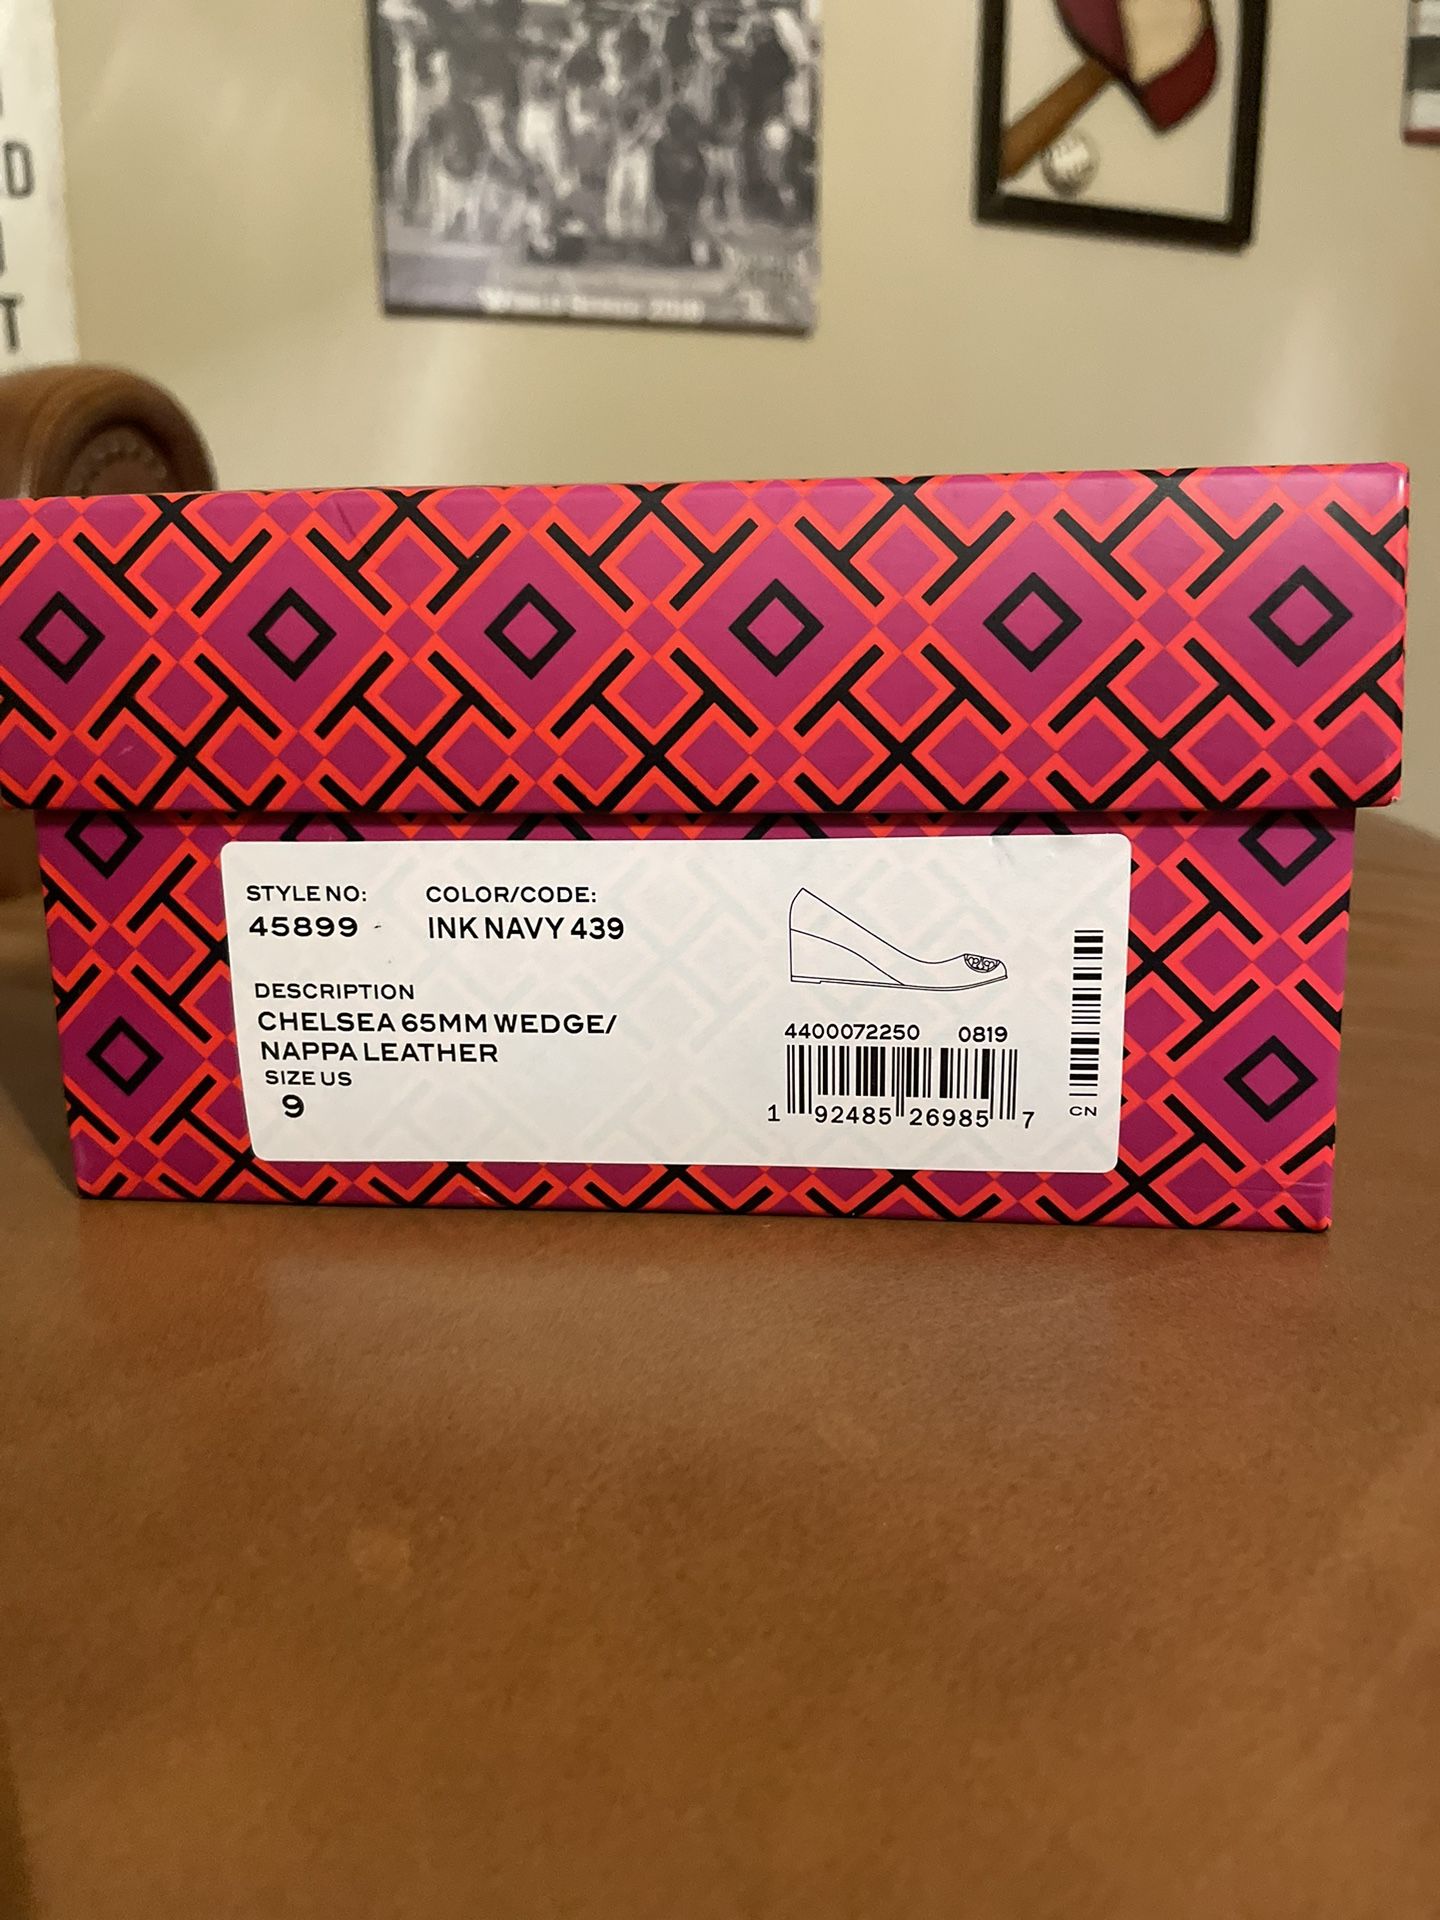 D
T
STYLE NO: COLOR/CODE:
45899 - INK NAVY 439
DESCRIPTION
CHELSEA 65MM WEDGE/
NAPPA LEATHER
SIZE US
9
4400072250 0819
1 92485 26985 7
CN